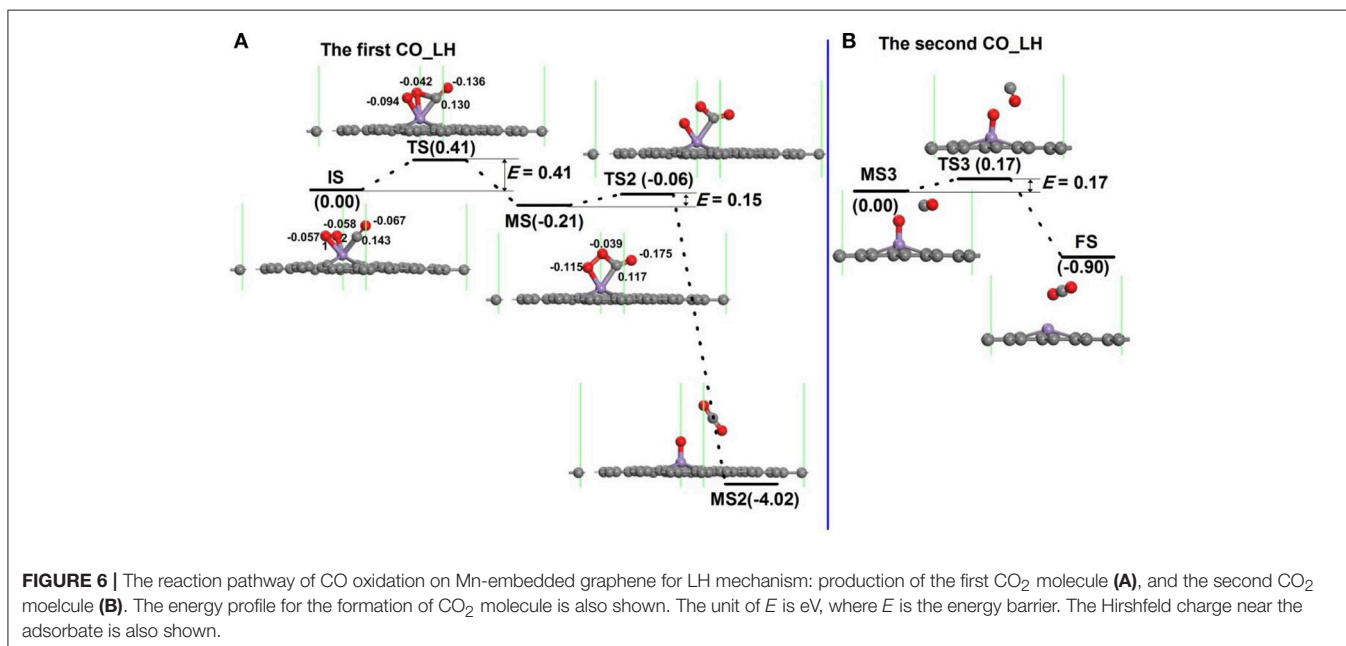 A
The first CO_LH
-0.042
-0.136
-0.094
0.130
TS(0.41)
E = 0.41
IS
(0.00)
TS2 (-0.06)
E = 0.15
MS(-0.21)
-0.058
-0.067
-0.057
2
0.143
1
-0.039
-0.175
-0.115
0.117
MS2(-4.02)
B
The second CO_LH
TS3 (0.17)
MS3
E = 0.17
(0.00)
FS
(-0.90)
FIGURE 6 | The reaction pathway of CO oxidation on Mn-embedded graphene for LH mechanism: production of the first CO₂ molecule (A), and the second CO₂
moelcule (B). The energy profile for the formation of CO₂ molecule is also shown. The unit of E is eV, where E is the energy barrier. The Hirshfeld charge near the
adsorbate is also shown.